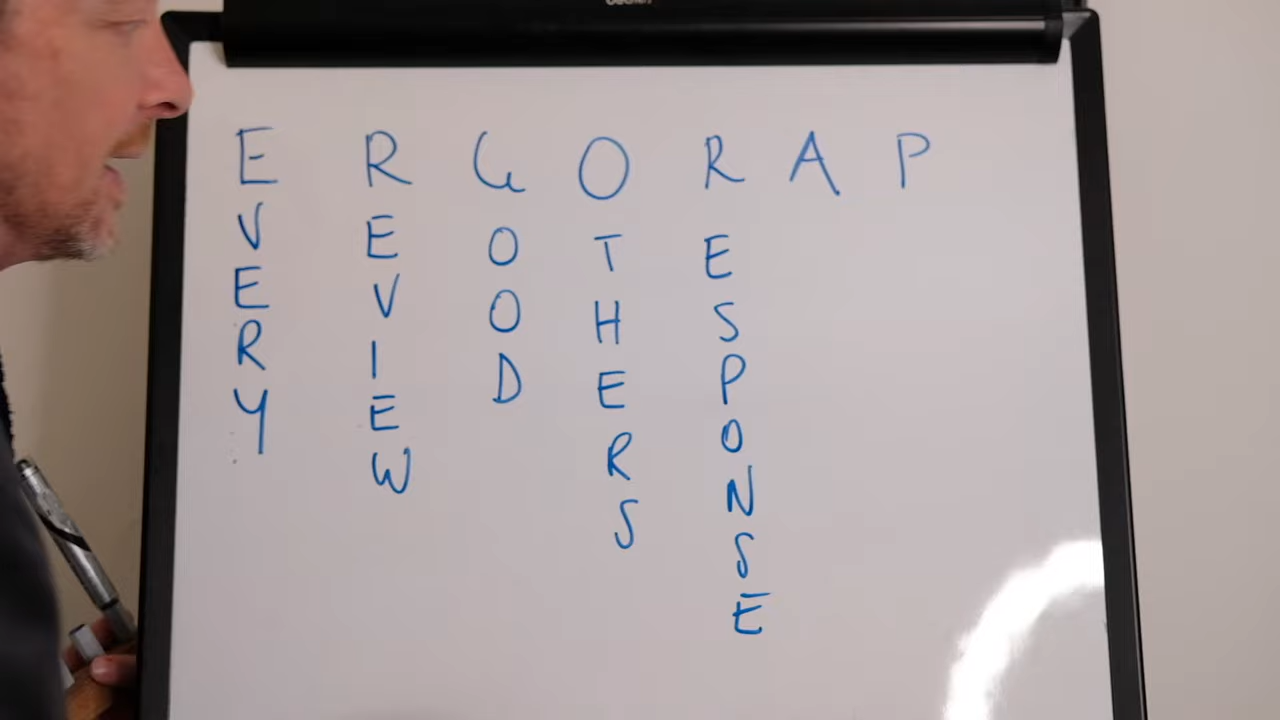 E R G O R A P
EVERY
REVIEW
GOOD
OTHERS
RESPONSE